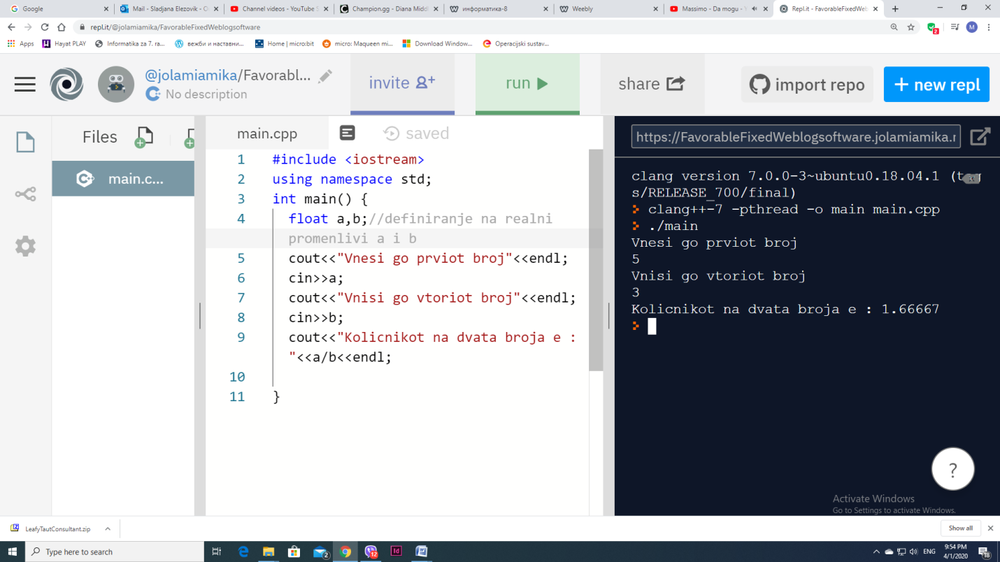 Google
Mail - Sladjana Elezovik - O
Channel videos - YouTube S
Champion.gg - Diana Middl
информатика-8
Weebly
Massimo - Da mogu - Y
Repl.it - FavorableFixedWeb
repl.it/@jolamiamika/FavorableFixedWeblogsoftware
2
M
Apps
Hayat PLAY
Informatika za 7. ra...
вежби и наставни...
Home | micro:bit
micro: Maqueen mi...
Download Window...
Operacijski sustav...
@jolamiamika/Favorabl...
No description
invite
run
share
import repo
+ new repl
Files
main.c...
main.cpp
saved
1 #include <iostream>
2 using namespace std;
3 int main() {
4 float a,b;//definiranje na realni
promenlivi a i b
5 cout<<"Vnesi go prviot broj"<<endl;
6 cin>>a;
7 cout<<"Vnisi go vtoriot broj"<<endl;
8 cin>>b;
9 cout<<"Kolicnikot na dvata broja e :
"<<a/b<<endl;
10
11 }
https://FavorableFixedWeblogsoftware.jolamiamika.r
clang version 7.0.0-3~ubuntu0.18.04.1 (t
s/RELEASE_700/final)
clang++-7 -pthread -o main main.cpp
./main
Vnesi go prviot broj
5
Vnisi go vtoriot broj
3
Kolicnikot na dvata broja e : 1.66667
?
Activate Windows
Go to Settings to activate Windows.
LeafyTautConsultant.zip
Show all
Type here to search
2
12
Id
ENG
9:54 PM
4/1/2020
18